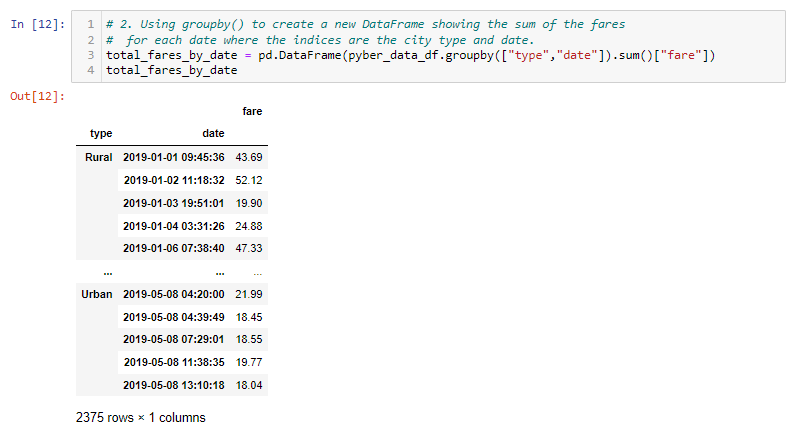 In [12]: 1 # 2. Using groupby() to create a new DataFrame showing the sum of the fares
2 #  for each date where the indices are the city type and date.
3 total_fares_by_date = pd.DataFrame(pyber_data_df.groupby(["type","date"]).sum()["fare"])
4 total_fares_by_date
Out[12]:
fare
type date
Rural 2019-01-01 09:45:36 43.69
2019-01-02 11:18:32 52.12
2019-01-03 19:51:01 19.90
2019-01-04 03:31:26 24.88
2019-01-06 07:38:40 47.33
... ... ...
Urban 2019-05-08 04:20:00 21.99
2019-05-08 04:39:49 18.45
2019-05-08 07:29:01 18.55
2019-05-08 11:38:35 19.77
2019-05-08 13:10:18 18.04
2375 rows × 1 columns